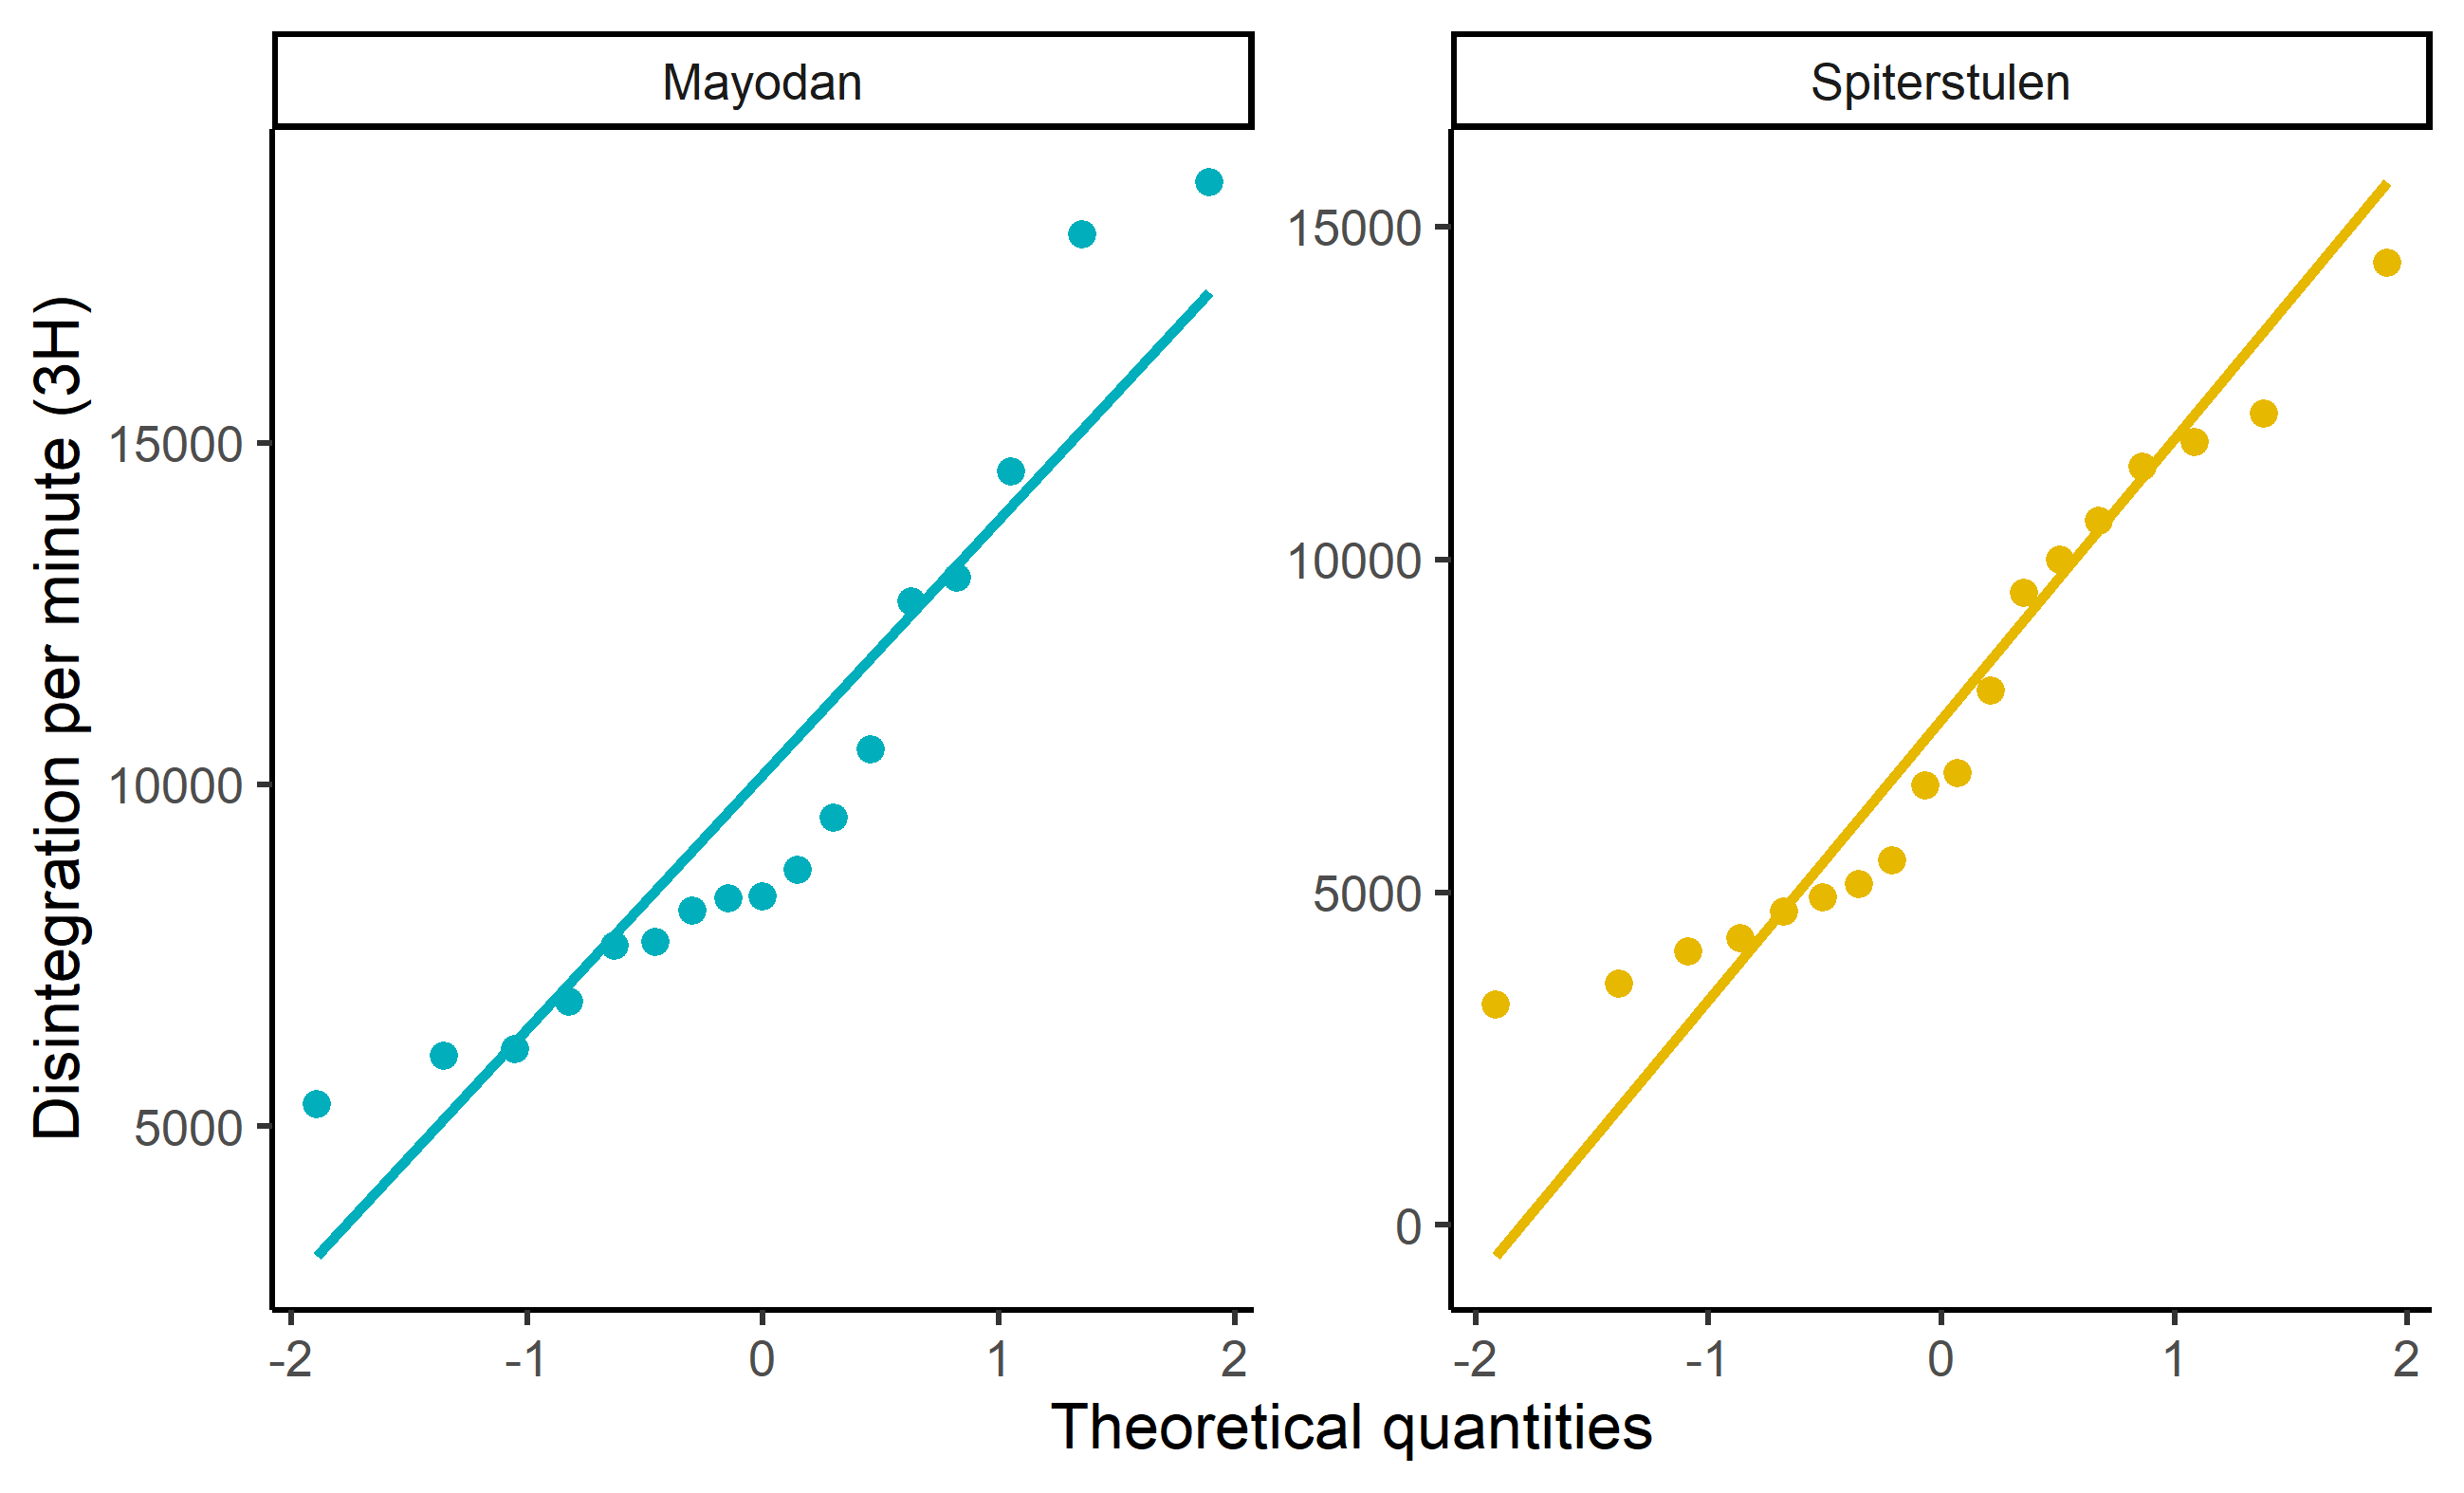 Mayodan
Spiterstulen
Disintegration per minute (3H)
15000
10000
5000
15000
10000
5000
0
-2 -1 0 1 2
-2 -1 0 1 2
Theoretical quantities